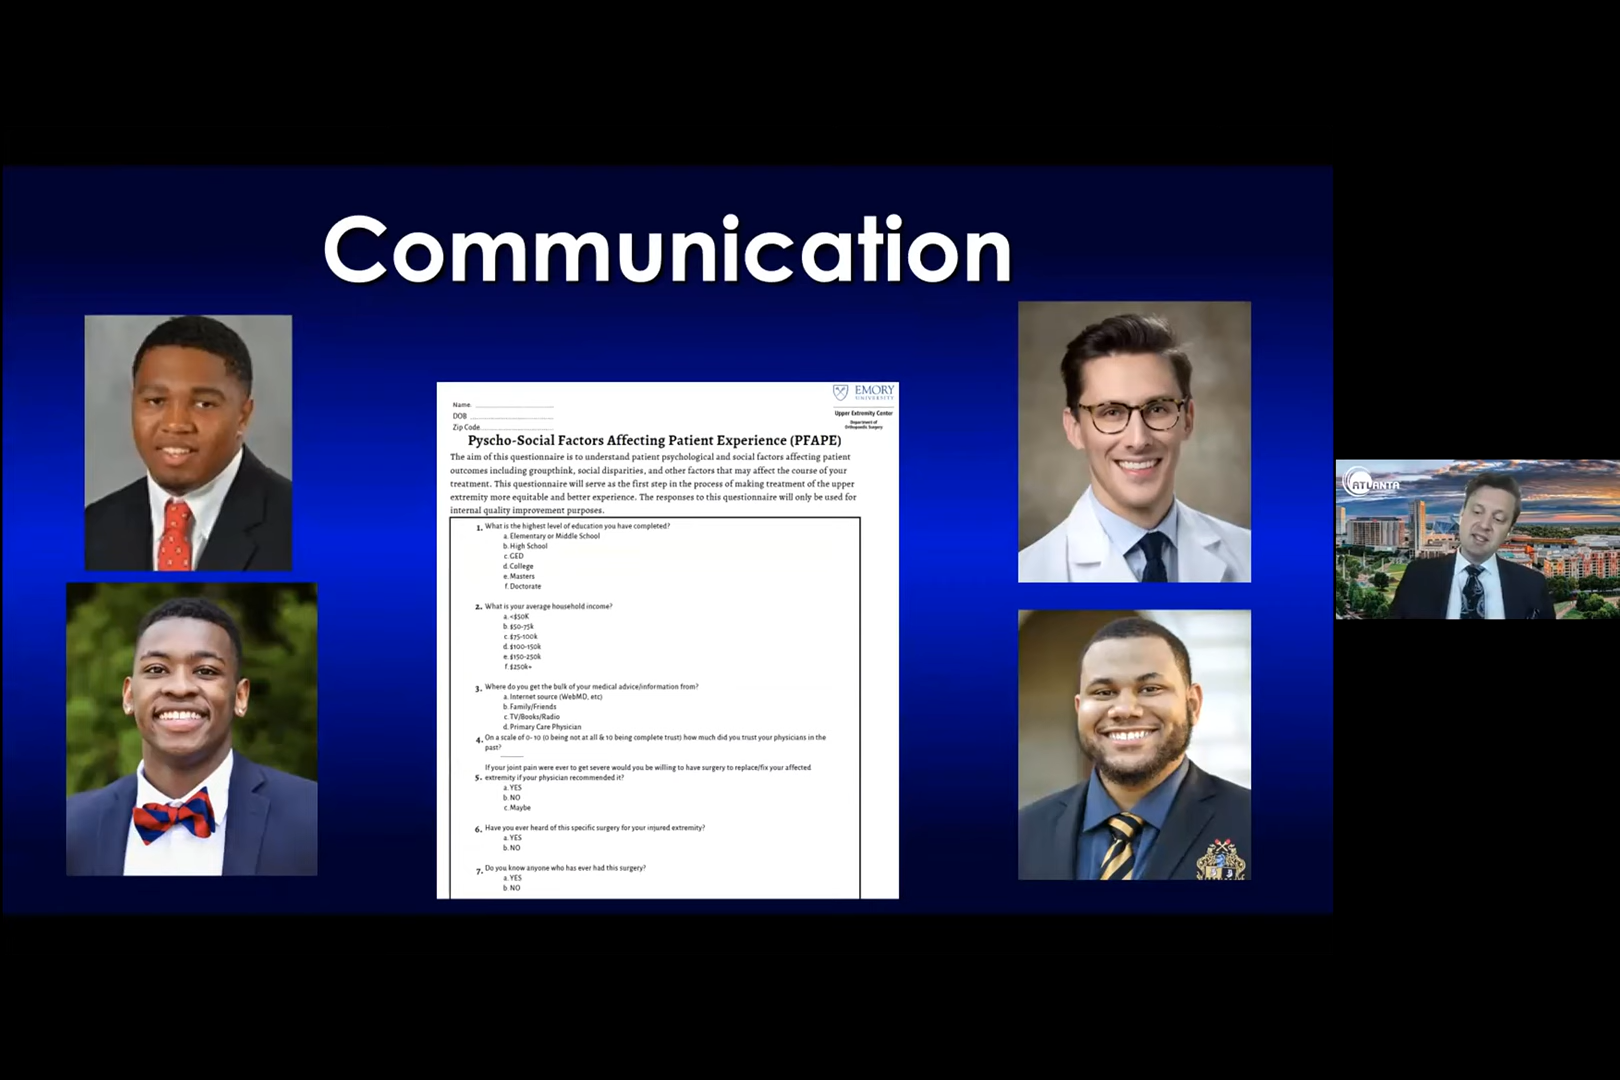 Communication
EMORY
UNIVERSITY
Upper Extremity Center
Department of
Orthopaedic Surgery
Name
DOB
Zip Code
Pyscho-Social Factors Affecting Patient Experience (PFAPE)
The aim of this questionnaire is to understand patient psychological and social factors affecting patient
outcomes including groupthink, social disparities, and other factors that may affect the course of your
treatment. This questionnaire will serve as the first step in the process of making treatment of the upper
extremity more equitable and better experience. The responses to this questionnaire will only be used for
internal quality improvement purposes.
1. What is the highest level of education you have completed?
a. Elementary or Middle School
b. High School
c. GED
d. College
e. Masters
f. Doctorate
2. What is your average household income?
a. <$50K
b. $50-75k
c. $75-100k
d. $100-150k
e. $150-250k
f. $250k+
3. Where do you get the bulk of your medical advice/information from?
a. Internet source (WebMD, etc)
b. Family/Friends
c. TV/Books/Radio
d. Primary Care Physician
4. On a scale of 0-10 (0 being not at all & 10 being complete trust) how much did you trust your physicians in the
past?
If your joint pain were ever to get severe would you be willing to have surgery to replace/fix your affected
5. extremity if your physician recommended it?
a. YES
b. NO
c. Maybe
6. Have you ever heard of this specific surgery for your injured extremity?
a. YES
b. NO
7. Do you know anyone who has ever had this surgery?
a. YES
b. NO
ATLANTA